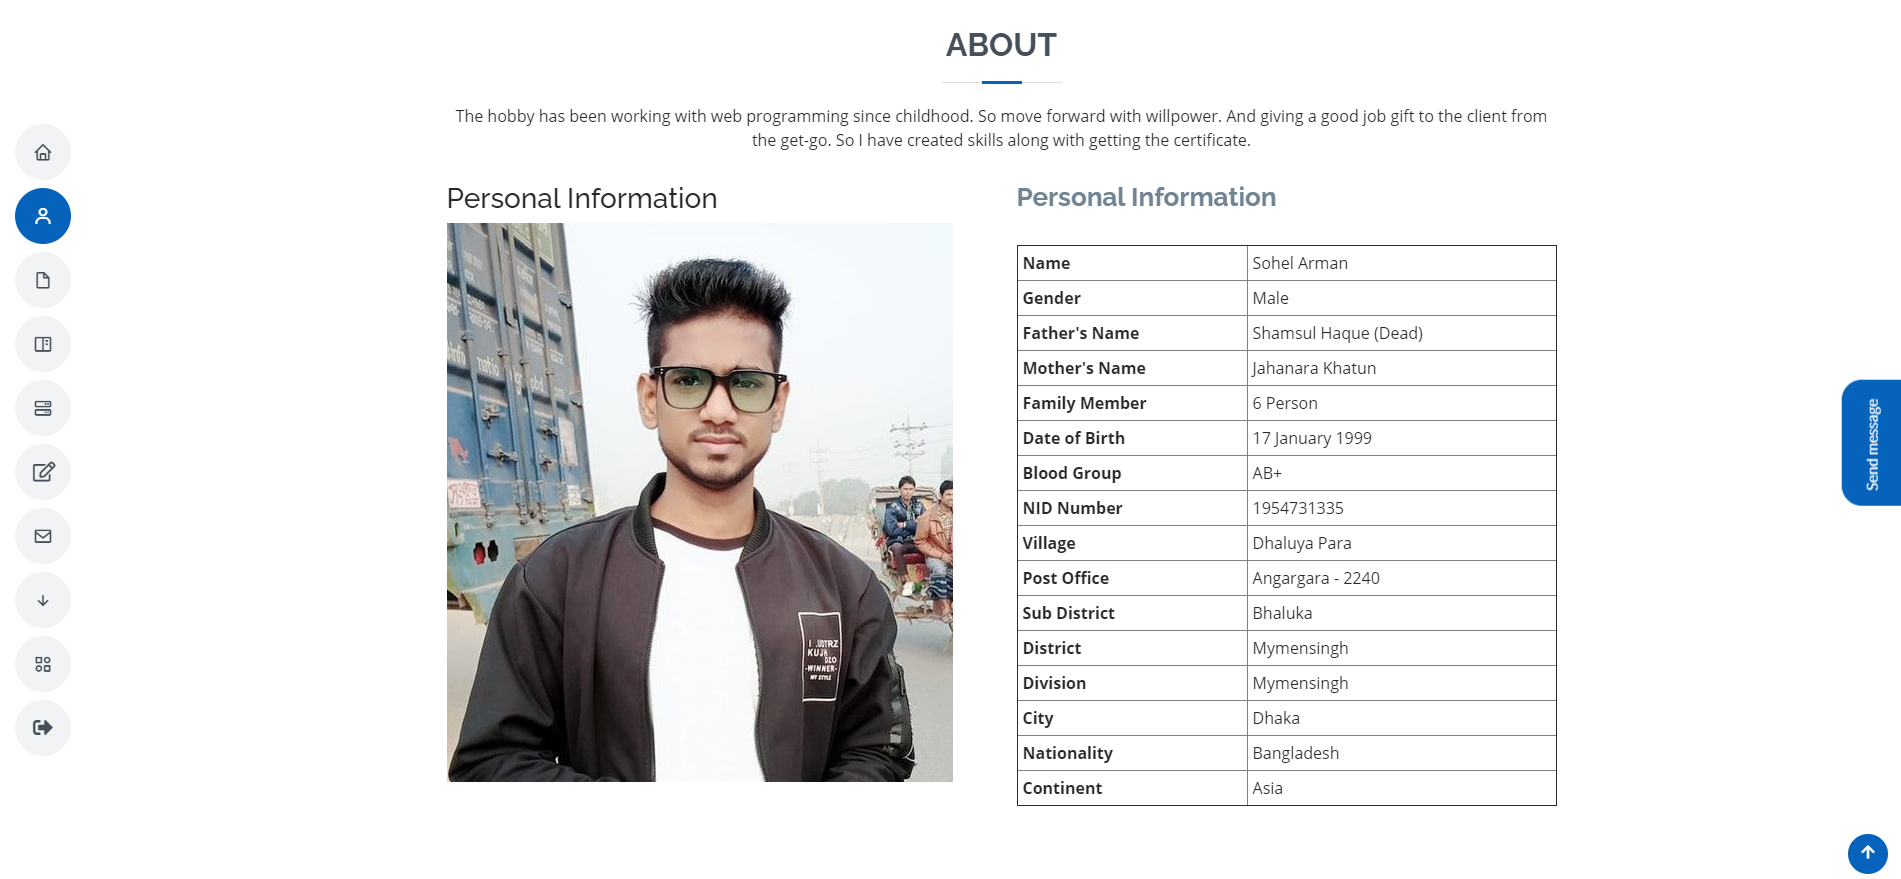 ABOUT
The hobby has been working with web programming since childhood. So move forward with willpower. And giving a good job gift to the client from
the get-go. So I have created skills along with getting the certificate.
Personal Information
-WINNER-
MY STYLE
Personal Information
Name Sohel Arman
Gender Male
Father's Name Shamsul Haque (Dead)
Mother's Name Jahanara Khatun
Family Member 6 Person
Date of Birth 17 January 1999
Blood Group AB+
NID Number 1954731335
Village Dhaluya Para
Post Office Angargara - 2240
Sub District Bhaluka
District Mymensingh
Division Mymensingh
City Dhaka
Nationality Bangladesh
Continent Asia
Send message